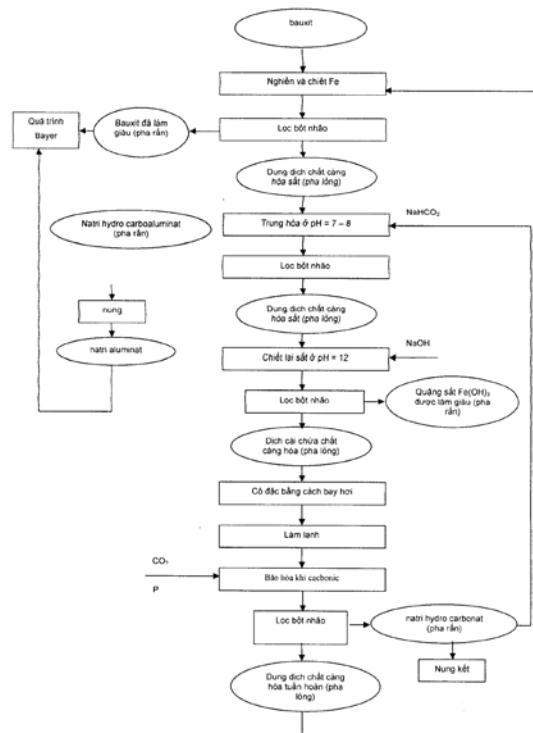 bauxit
Nghiền và chiết Fe
Quá trình
Bayer
Bauxit đã làm
giàu (pha rắn)
Lọc bột nhão
Dung dịch chất càng
hóa sắt (pha lỏng)
NaHCO₂
Natri hydro carboaluminat
(pha rắn)
Trung hòa ở pH = 7 – 8
Lọc bột nhão
nung
Dung dịch chất càng
hóa sắt (pha lỏng)
natri aluminat
NaOH
Chiết lại sắt ở pH = 12
Lọc bột nhão
Quặng sắt Fe(OH)₃
được làm giàu (pha
rắn)
Dịch cái chứa chất
càng hóa (pha lỏng)
Cô đặc bằng cách bay hơi
Làm lạnh
CO₂
P
Bão hòa khí carbonic
Lọc bột nhão
natri hydro carbonat
(pha rắn)
Nung kết
Dung dịch chất càng
hóa tuần hoàn (pha
lỏng)